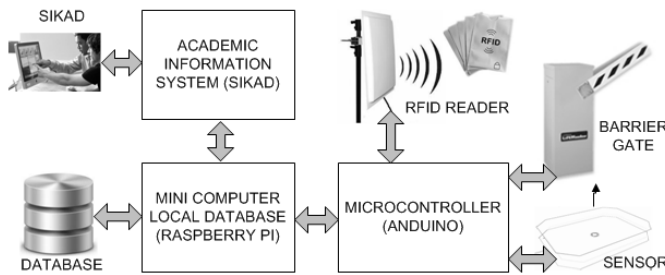 SIKAD
ACADEMIC
INFORMATION
SYSTEM (SIKAD)
RFID
RFID READER
BARRIER
GATE
MINI COMPUTER
LOCAL DATABASE
(RASPBERRY PI)
MICROCONTROLLER
(ANDUINO)
DATABASE
SENSOR